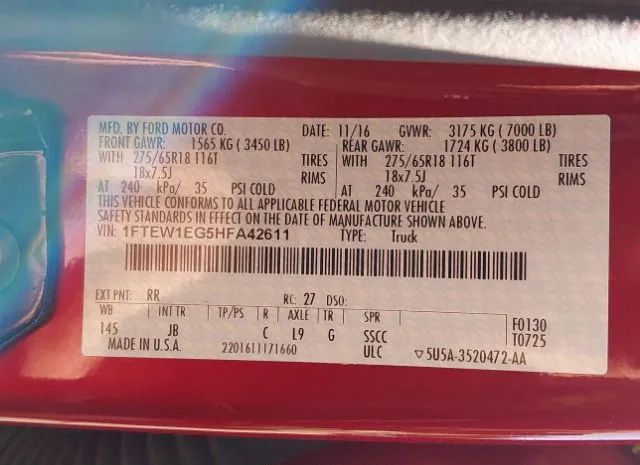 MFD. BY FORD MOTOR CO. DATE: 11/16 GVWR: 3175 KG ( 7000 LB)
FRONT GAWR: 1565 KG ( 3450 LB) REAR GAWR: 1724 KG ( 3800 LB)
WITH 275/65R18 116T TIRES WITH 275/65R18 116T TIRES
18x7.5J RIMS 18x7.5J RIMS
AT 240 kPa/ 35 PSI COLD AT 240 kPa/ 35 PSI COLD
THIS VEHICLE CONFORMS TO ALL APPLICABLE FEDERAL MOTOR VEHICLE
SAFETY STANDARDS IN EFFECT ON THE DATE OF MANUFACTURE SHOWN ABOVE.
VIN: 1FTEW1EG5HFA42611 TYPE: Truck
EXT PNT: RR RC: 27 DSO:
WB INT TR TP/PS R AXLE TR SPR F0130
145 JB C L9 G SSCC T0725
MADE IN U.S.A. 2201611171660 ULC ▽5U5A-3520472-AA